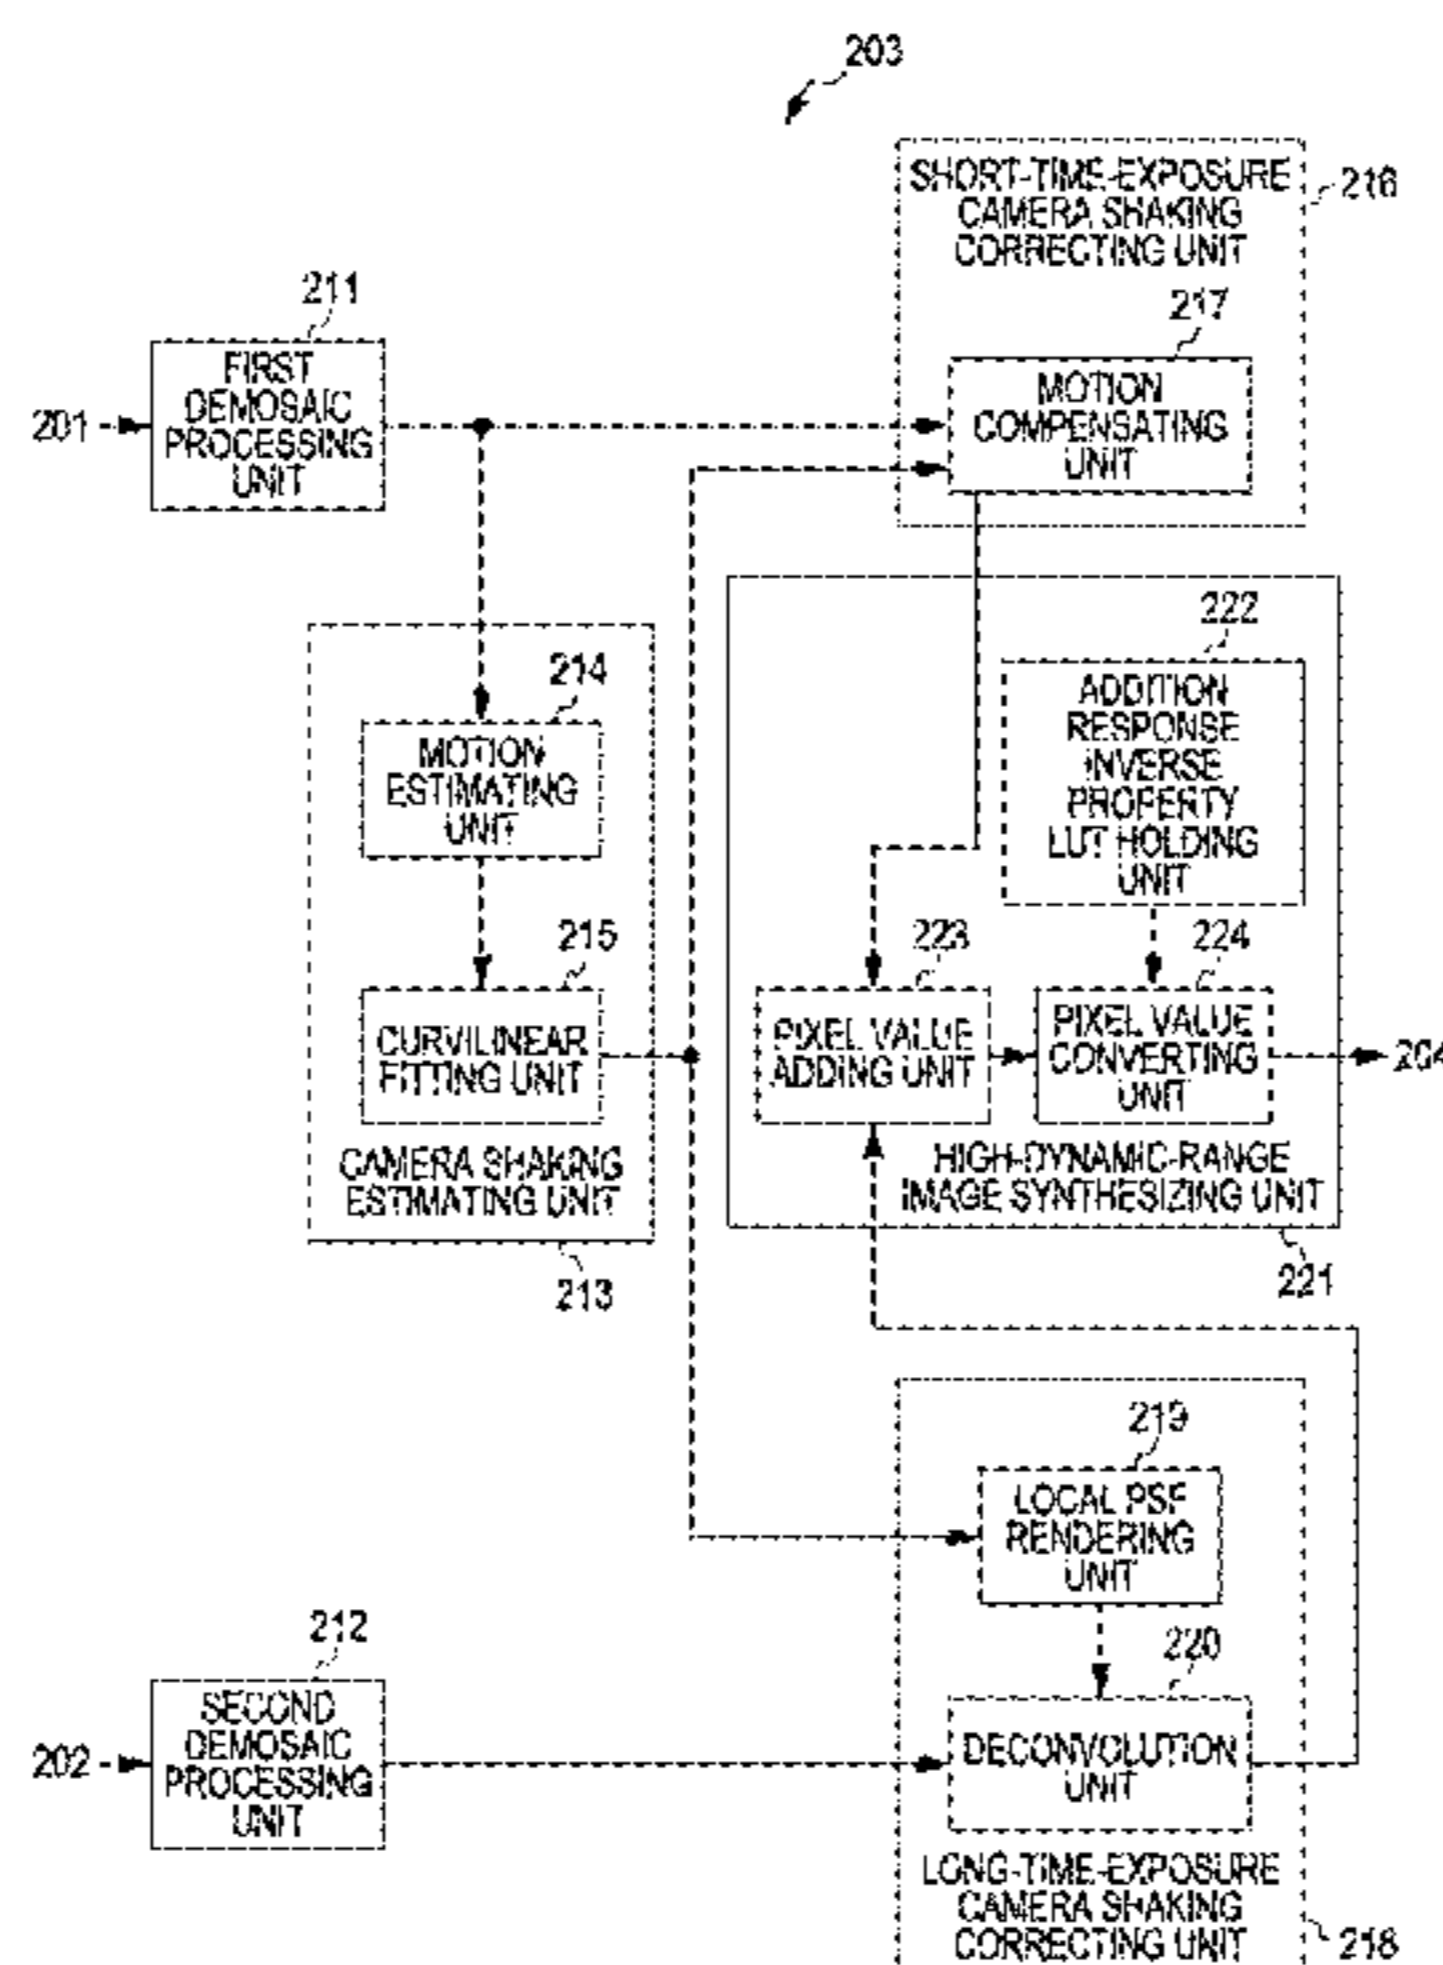 203
SHORT-TIME-EXPOSURE
CAMERA SHAKING
CORRECTING UNIT
216
211
217
FIRST
DEMOSAIC
PROCESSING
UNIT
201
MOTION
COMPENSATING
UNIT
222
214
ADDITION
RESPONSE
INVERSE
PROPERTY
LUT HOLDING
UNIT
MOTION
ESTIMATING
UNIT
215
223
224
CURVILINEAR
FITTING UNIT
PIXEL VALUE
ADDING UNIT
PIXEL VALUE
CONVERTING
UNIT
204
CAMERA SHAKING
ESTIMATING UNIT
HIGH-DYNAMIC-RANGE
IMAGE SYNTHESIZING UNIT
213
221
219
LOCAL PSF
RENDERING
UNIT
212
220
SECOND
DEMOSAIC
PROCESSING
UNIT
202
DECONVOLUTION
UNIT
LONG-TIME-EXPOSURE
CAMERA SHAKING
CORRECTING UNIT
218